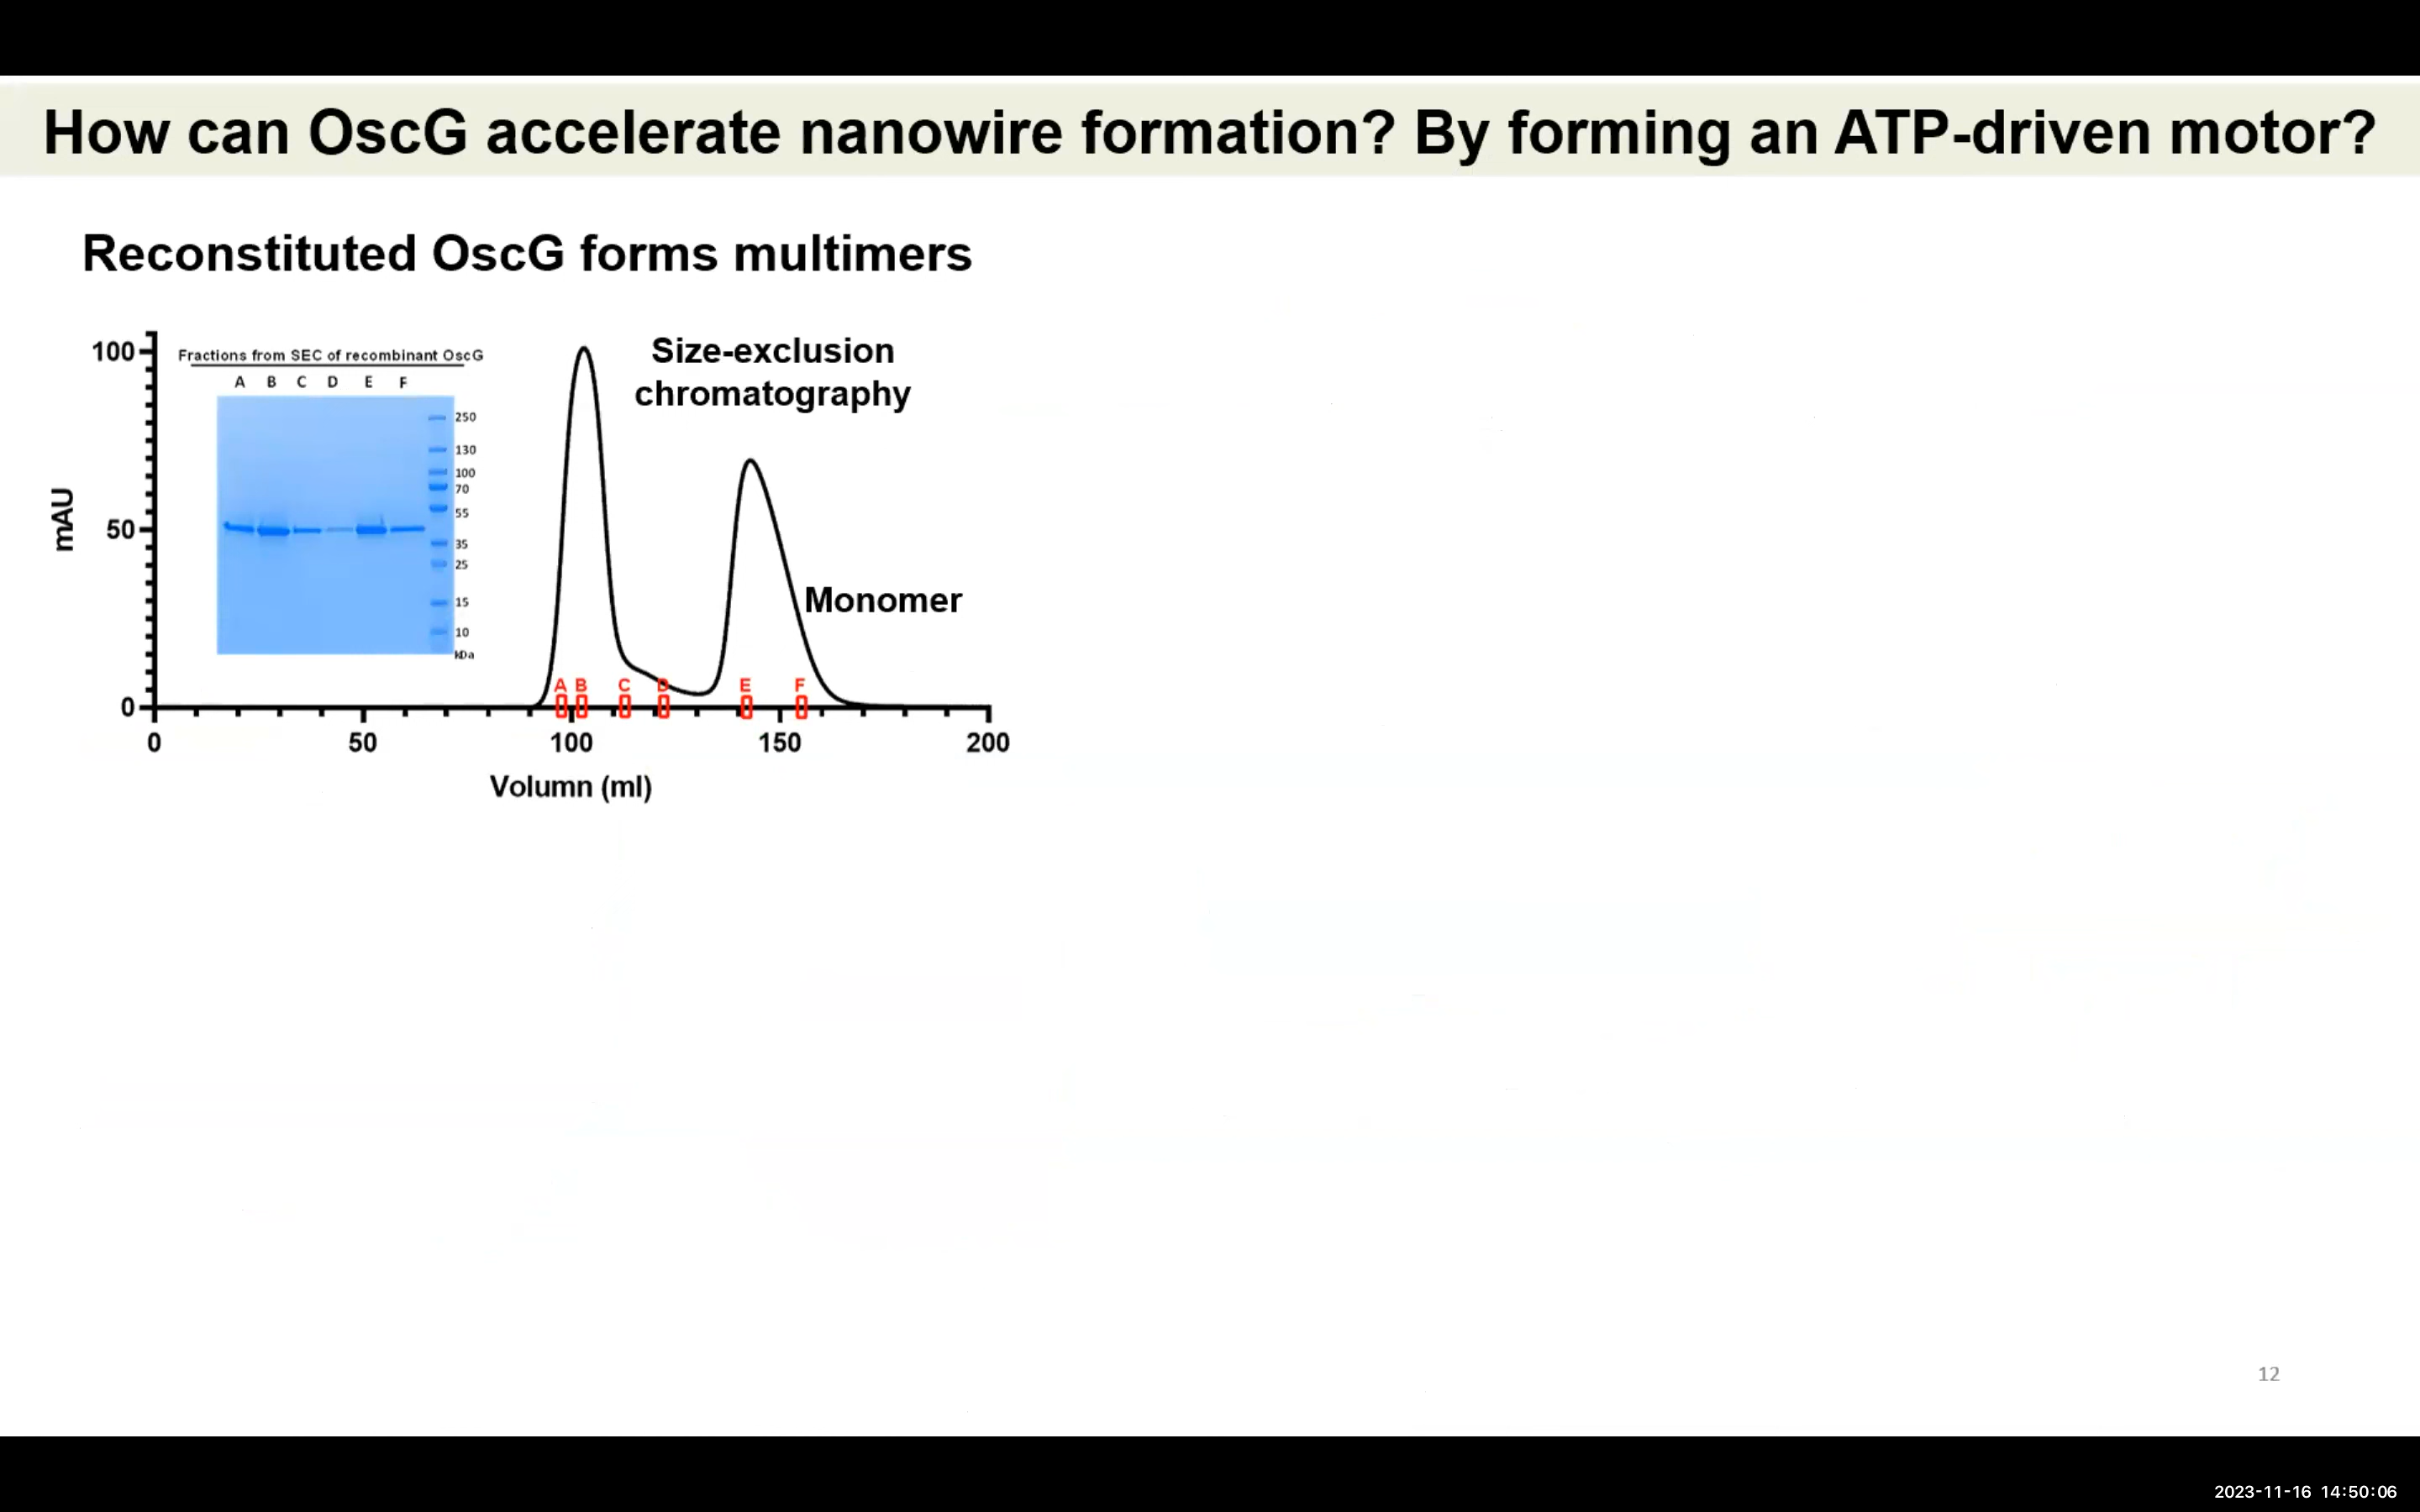 How can OscG accelerate nanowire formation? By forming an ATP-driven motor?
Reconstituted OscG forms multimers
Size-exclusion
chromatography
Fractions from SEC of recombinant OscG
A B C D E F
250
130
100
70
55
35
25
15
10
kDa
mAU
100
50
0
Monomer
A B C D E F
0 50 100 150 200
Volumn (ml)
12
2023-11-16 14:50:06